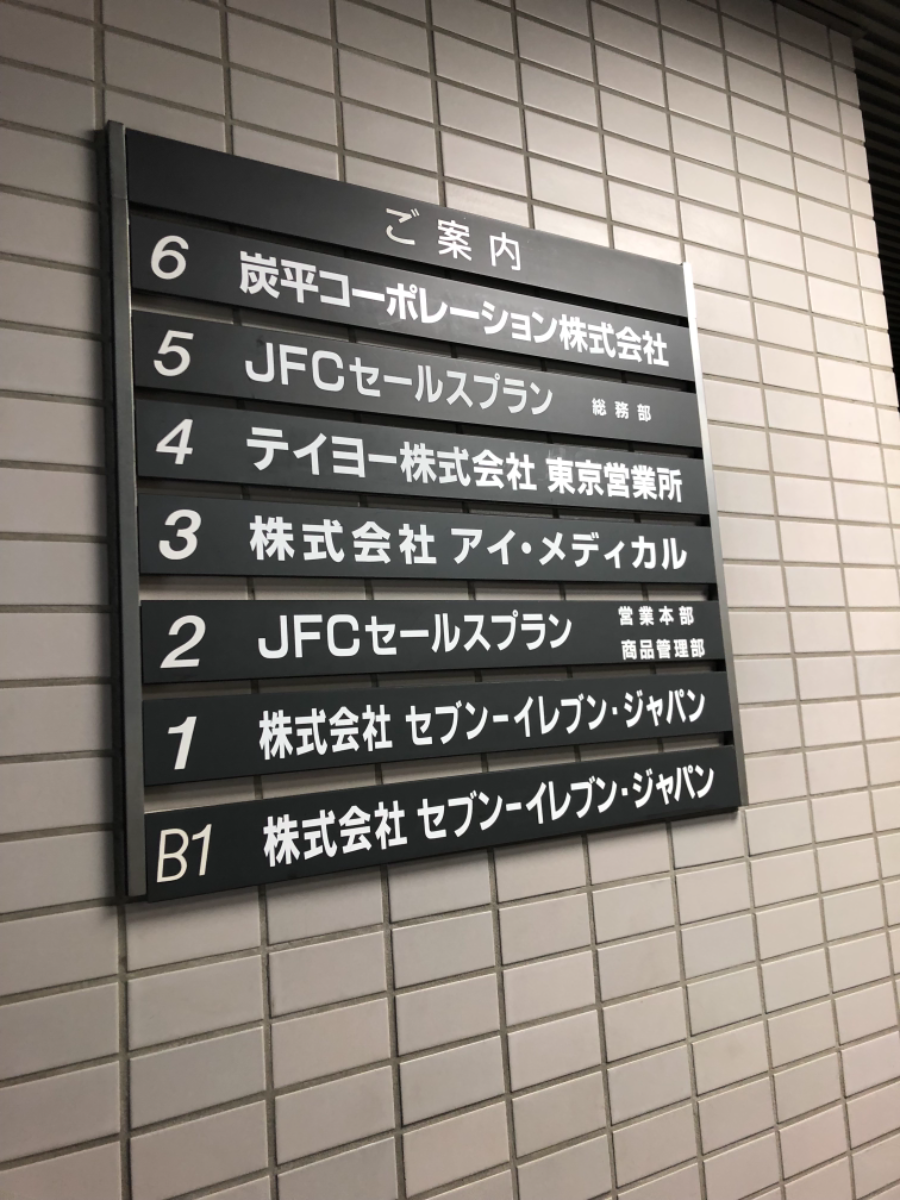 ご案内
6 炭平コーポレーション株式会社
5 JFCセールスプラン 総務部
4 テイヨー株式会社 東京営業所
3 株式会社 アイ・メディカル
2 JFCセールスプラン 営業本部
商品管理部
1 株式会社 セブン-イレブン・ジャパン
B1 株式会社 セブン-イレブン・ジャパン